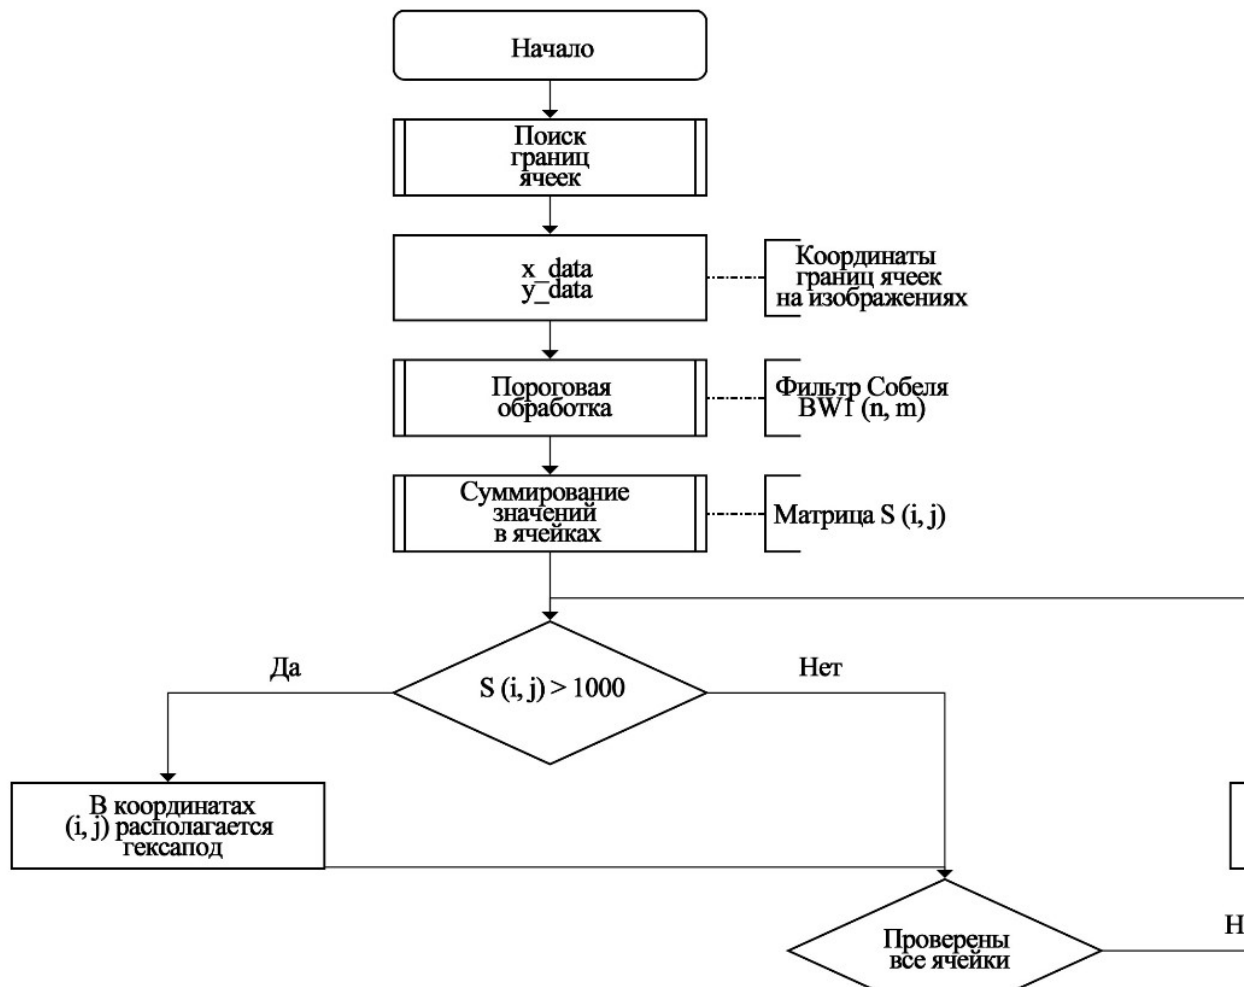 Начало
Поиск
границ
ячеек
x_data
y_data
Координаты
границ ячеек
на изображениях
Пороговая
обработка
Фильтр Собеля
BW1 (n, m)
Суммирование
значений
в ячейках
Матрица S (i, j)
Да
S (i, j) > 1000
Нет
В координатах
(i, j) располагается
гексапод
Проверены
все ячейки